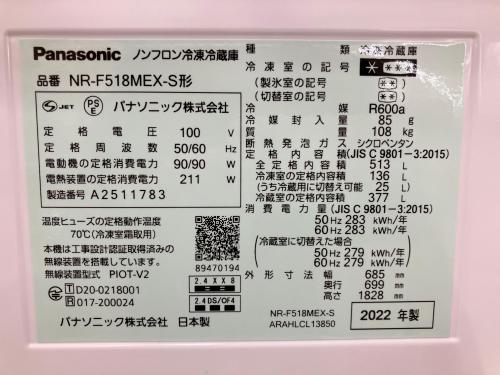 Panasonic ノンフロン冷凍冷蔵庫
品番 NR-F518MEX-S形
S JET
PS E
パナソニック株式会社
定格電圧 100 V
定格周波数 50/60 Hz
電動機の定格消費電力 90/90 W
電熱装置の定格消費電力 211 W
製造番号 A2511783
温度ヒューズの定格動作温度
70℃(冷凍室霜取用)
本機は工事設計認証取得済みの
無線装置を搭載しています。
無線装置型式 PIOT-V2
T D20-0218001
R 017-200024
89470194
2.4 XX 8
2.4 DS/OF4
パナソニック株式会社 日本製
種類 冷凍冷蔵庫
冷凍室の記号
(製氷室の記号
(切替室の記号
冷媒 R600a
冷媒封入量 85 g
質量 108 kg
断熱発泡ガス シクロペンタン
定格内容積 (JIS C 9801-3:2015)
全定格内容積 513 L
冷凍室の定格内容積 136 L
(うち冷蔵用に切替え可能 25 L)
冷蔵室の定格内容積 377 L
消費電力量 (JIS C 9801-3:2015)
50 Hz 283 kWh/年
60 Hz 283 kWh/年
(冷蔵室に切替えた場合)
50 Hz 279 kWh/年
60 Hz 279 kWh/年
外形寸法 幅 685 mm
奥行 699 mm
高さ 1828 mm
NR-F518MEX-S
ARAHLCL13850
2022 年製